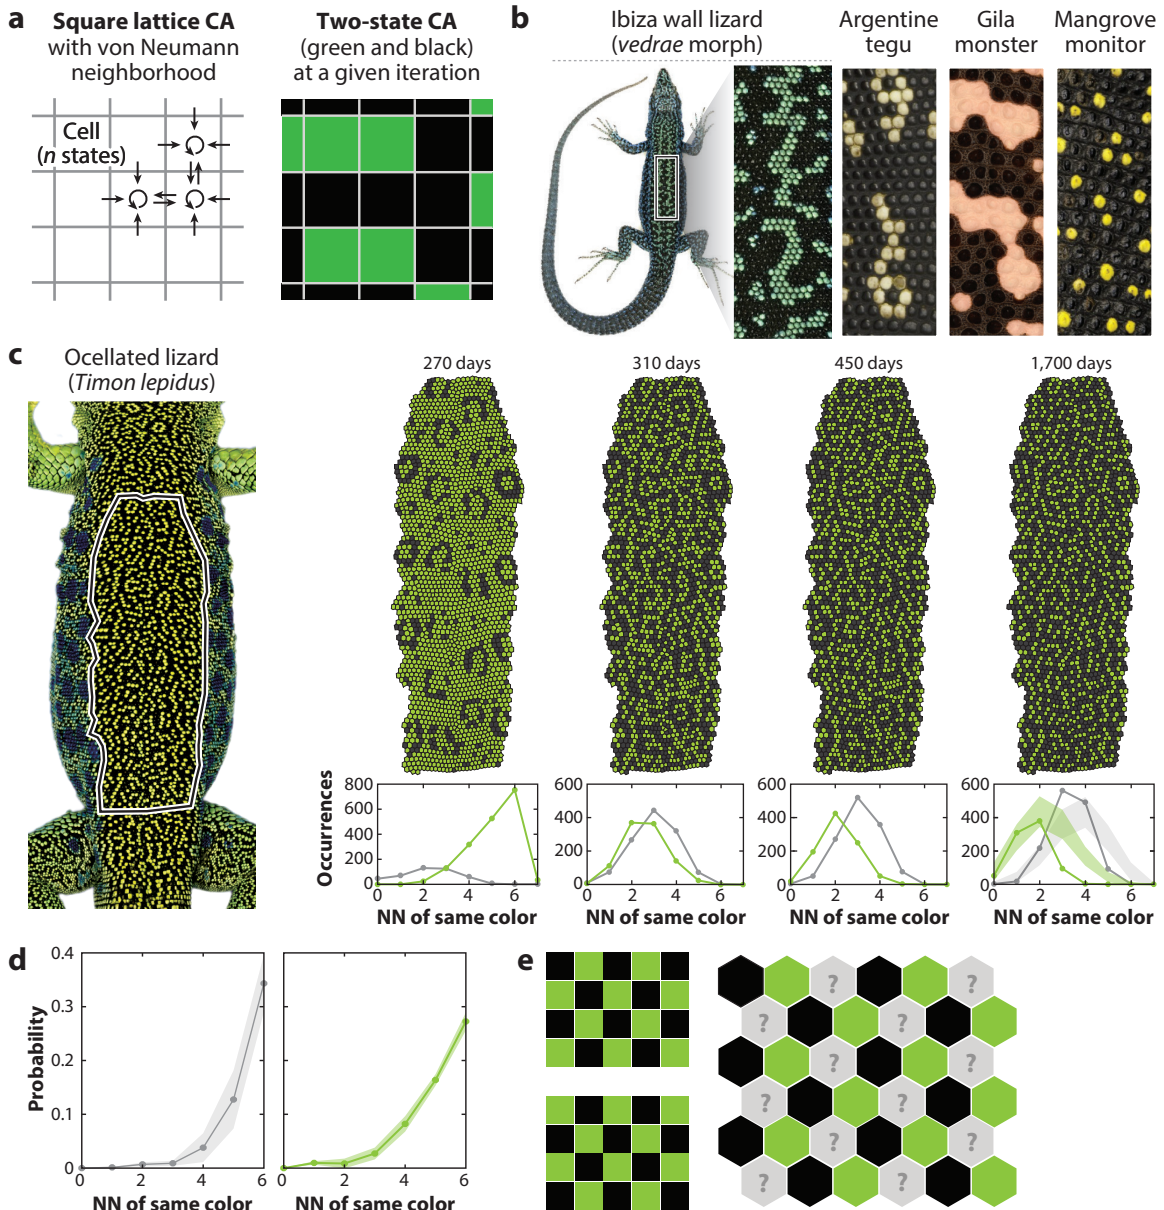 a
Square lattice CA
with von Neumann
neighborhood
Cell
(n states)
Two-state CA
(green and black)
at a given iteration
b
Ibiza wall lizard
(vedrae morph)
Argentine
tegu
Gila
monster
Mangrove
monitor
c
Ocellated lizard
(Timon lepidus)
270 days
310 days
450 days
1,700 days
Occurrences
800
600
400
200
0
0 2 4 6
NN of same color
600
400
200
0
0 2 4 6
NN of same color
600
400
200
0
0 2 4 6
NN of same color
600
400
200
0
0 2 4 6
NN of same color
d
Probability
0.4
0.3
0.2
0.1
0
0 2 4 6
NN of same color
0 2 4 6
NN of same color
e
? ?
? ?
? ?
? ?
? ?
? ?